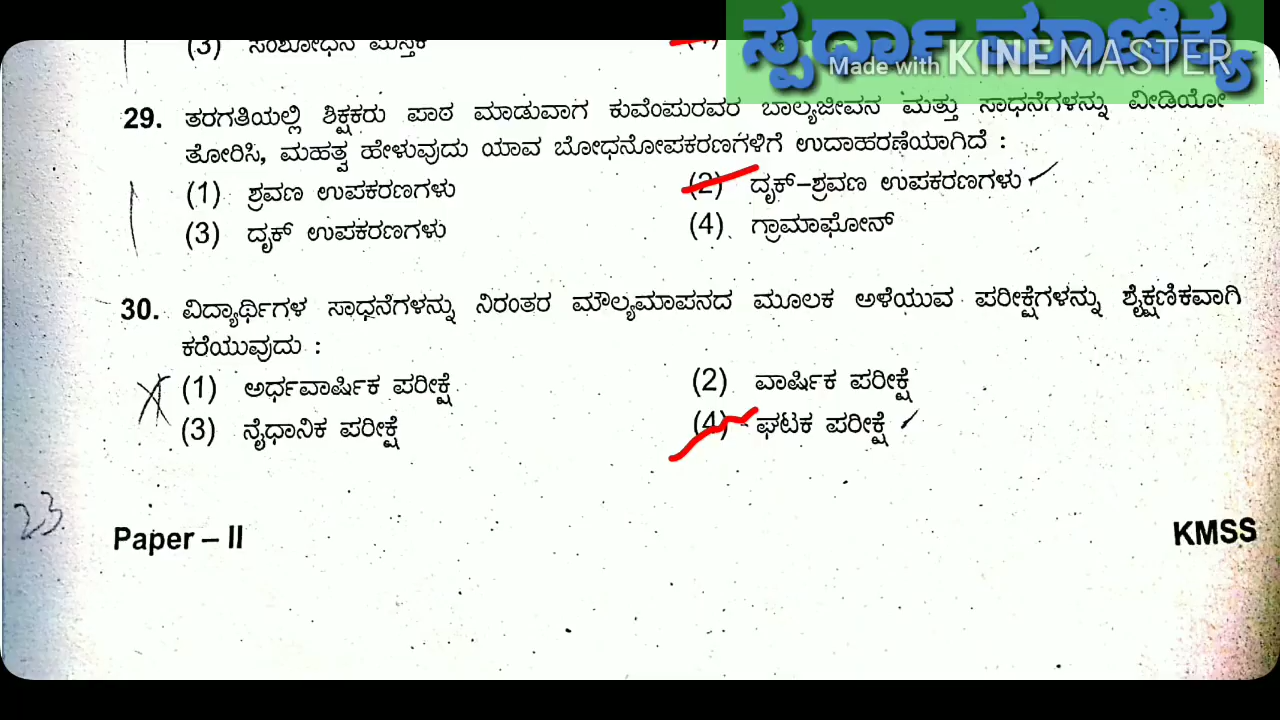 ಸ್ಪರ್ದಾ ಮಾಣಿಕ್ಯ
Made with KINEMASTER
(3) ಸಂಶೋಧನ ಪುಸ್ತಕ
29. ತರಗತಿಯಲ್ಲಿ ಶಿಕ್ಷಕರು ಪಾಠ ಮಾಡುವಾಗ ಕುವೆಂಪುರವರ ಬಾಲ್ಯಜೀವನ ಮತ್ತು ಸಾಧನೆಗಳನ್ನು ವೀಡಿಯೋ
ತೋರಿಸಿ, ಮಹತ್ವ ಹೇಳುವುದು ಯಾವ ಬೋಧನೋಪಕರಣಗಳಿಗೆ ಉದಾಹರಣೆಯಾಗಿದೆ :
(1) ಶ್ರವಣ ಉಪಕರಣಗಳು (2) ದೃಕ್-ಶ್ರವಣ ಉಪಕರಣಗಳು
(3) ದೃಕ್ ಉಪಕರಣಗಳು (4) ಗ್ರಾಮಾಫೋನ್
30. ವಿದ್ಯಾರ್ಥಿಗಳ ಸಾಧನೆಗಳನ್ನು ನಿರಂತರ ಮೌಲ್ಯಮಾಪನದ ಮೂಲಕ ಅಳೆಯುವ ಪರೀಕ್ಷೆಗಳನ್ನು ಶೈಕ್ಷಣಿಕವಾಗಿ
ಕರೆಯುವುದು :
(1) ಅರ್ಧವಾರ್ಷಿಕ ಪರೀಕ್ಷೆ (2) ವಾರ್ಷಿಕ ಪರೀಕ್ಷೆ
(3) ನೈಧಾನಿಕ ಪರೀಕ್ಷೆ (4) ಘಟಕ ಪರೀಕ್ಷೆ
23
Paper – II KMSS